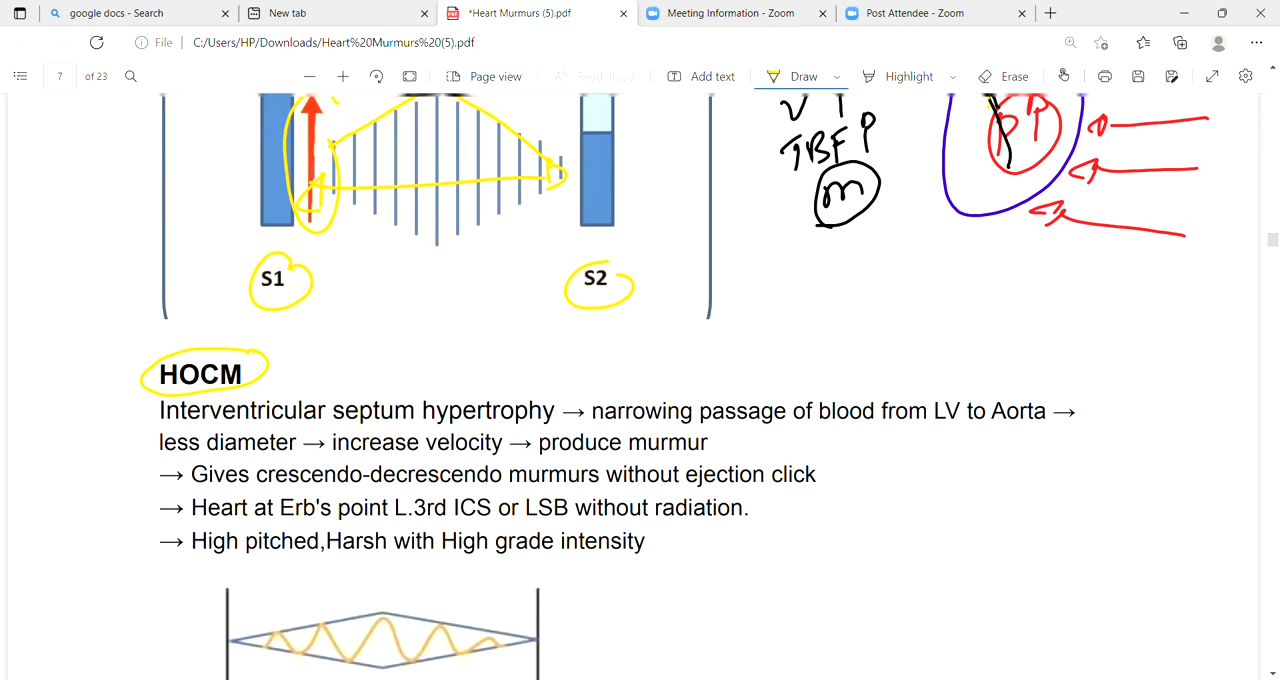 google docs - Search
New tab
*Heart Murmurs (5).pdf
Meeting Information - Zoom
Post Attendee - Zoom
File
C:/Users/HP/Downloads/Heart%20Murmurs%20(5).pdf
7 of 23
Page view
Read aloud
Add text
Draw
Highlight
Erase
TBF P
m
PP
S1
S2
HOCM
Interventricular septum hypertrophy → narrowing passage of blood from LV to Aorta →
less diameter → increase velocity → produce murmur
→ Gives crescendo-decrescendo murmurs without ejection click
→ Heart at Erb's point L.3rd ICS or LSB without radiation.
→ High pitched,Harsh with High grade intensity